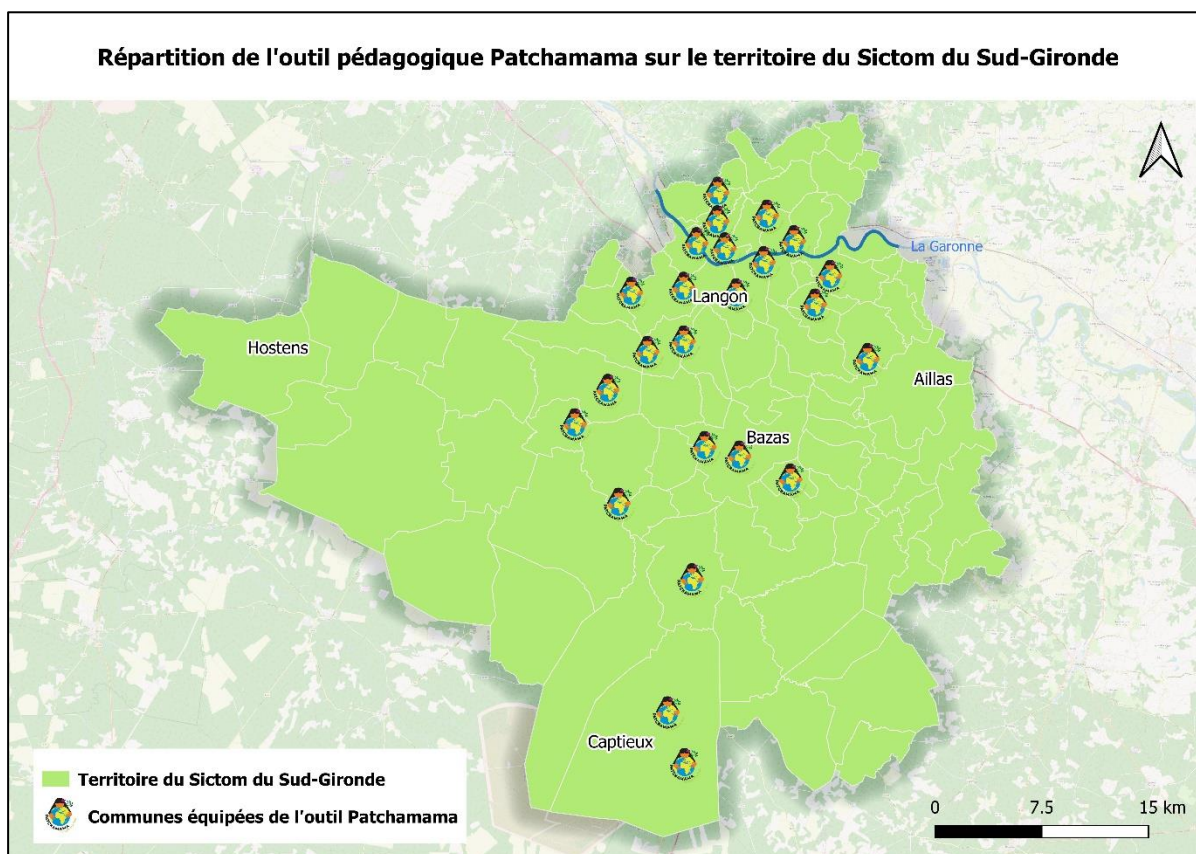 Répartition de l'outil pédagogique Patchamama sur le territoire du Sictom du Sud-Gironde
La Garonne
Langon
Hostens
Aillas
Bazas
Captieux
Territoire du Sictom du Sud-Gironde
Communes équipées de l'outil Patchamama
0 7.5 15 km